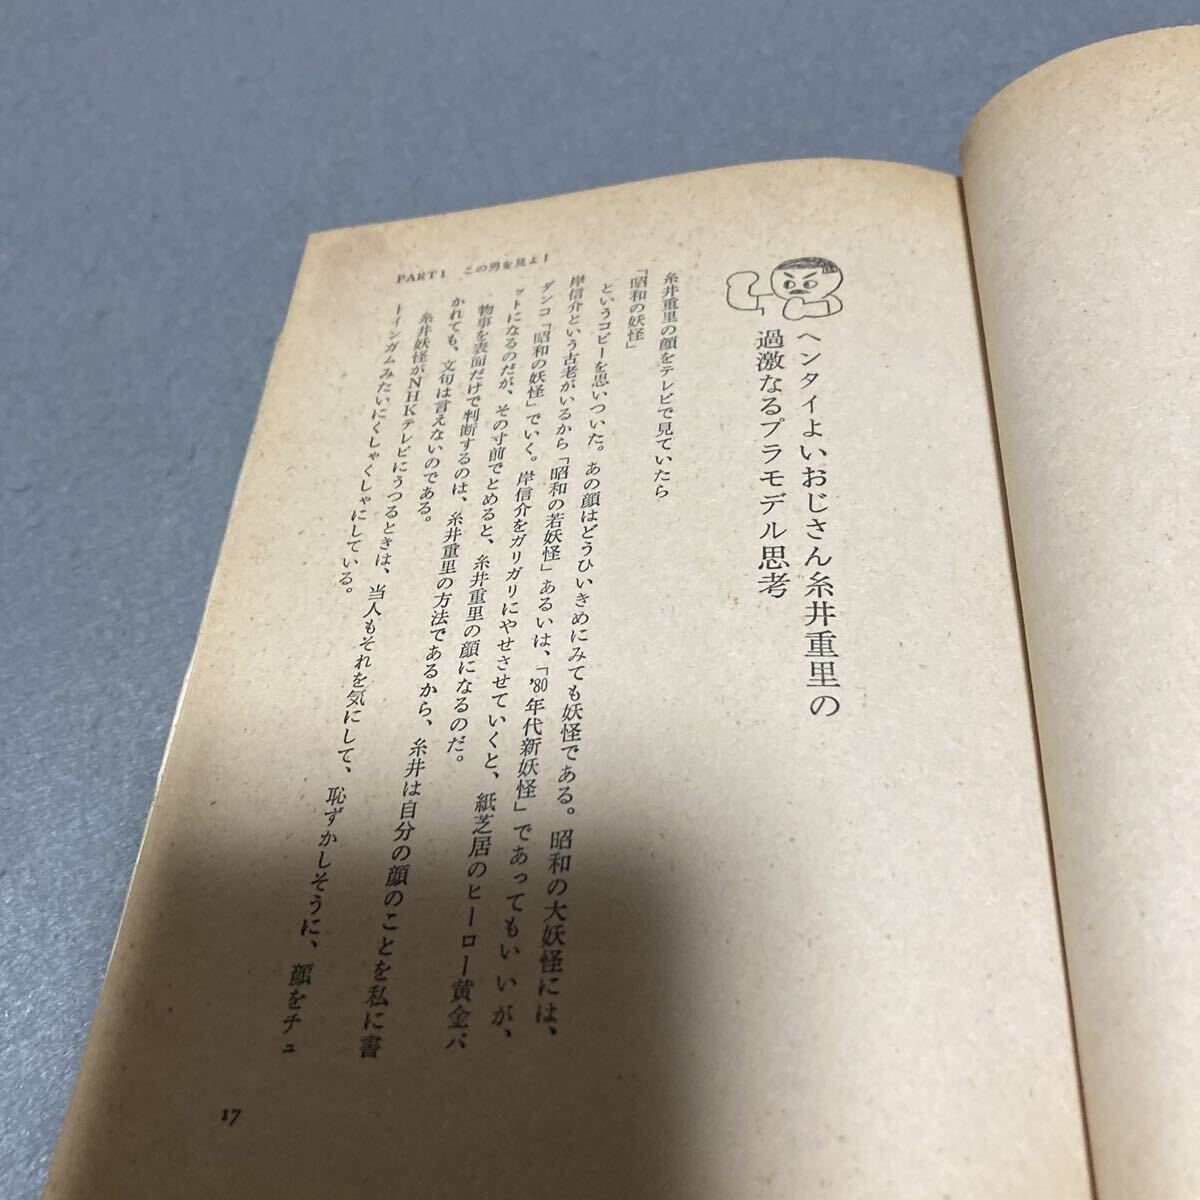 ヘンタイよいおじさん糸井重里の
過激なるプラモデル思考
糸井重里の顔をテレビで見ていたら
「昭和の妖怪」
というコピーを思いついた。あの顔はどうひいきめにみても妖怪である。昭和の大妖怪には、
岸信介という古老がいるから「昭和の若妖怪」あるいは、「'80年代新妖怪」であってもいいが、
ダンコ「昭和の妖怪」でいく。岸信介をガリガリにやせさせていくと、紙芝居のヒーロー黄金バ
ットになるのだが、その寸前でとめると、糸井重里の顔になるのだ。
物事を表面だけで判断するのは、糸井重里の方法であるから、糸井は自分の顔のことを私に書
かれても、文句は言えないのである。
糸井妖怪がNHKテレビにうつるときは、当人もそれを気にして、恥ずかしそうに、顔をチュ
ーインガムみたいにくしゃくしゃにしている。
PART1 この男を見よ！
17